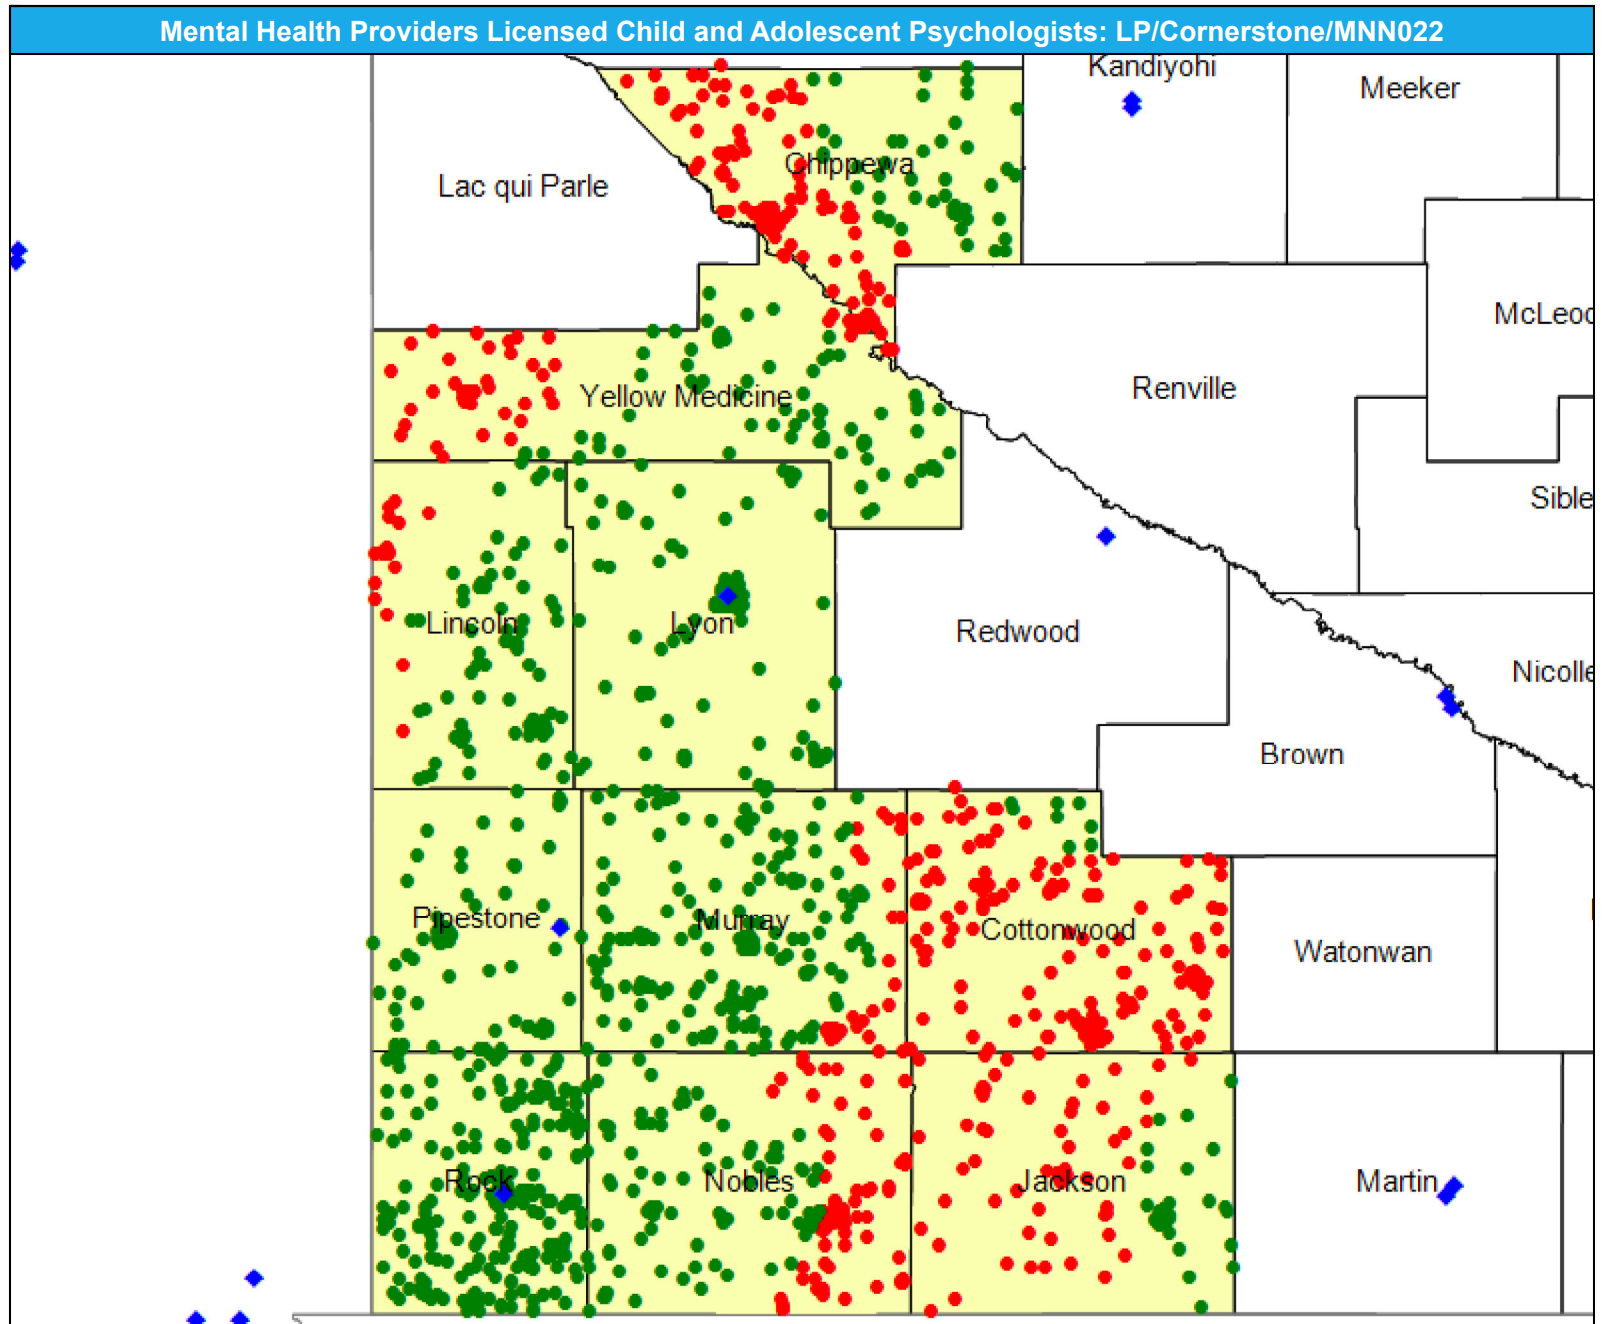 Mental Health Providers Licensed Child and Adolescent Psychologists: LP/Cornerstone/MNN022
Kandiyohi
Meeker
Chippewa
Lac qui Parle
McLeod
Renville
Yellow Medicine
Sible
Lincoln
Lyon
Redwood
Nicolle
Brown
Pipestone
Murray
Cottonwood
Watonwan
Rock
Nobles
Jackson
Martin